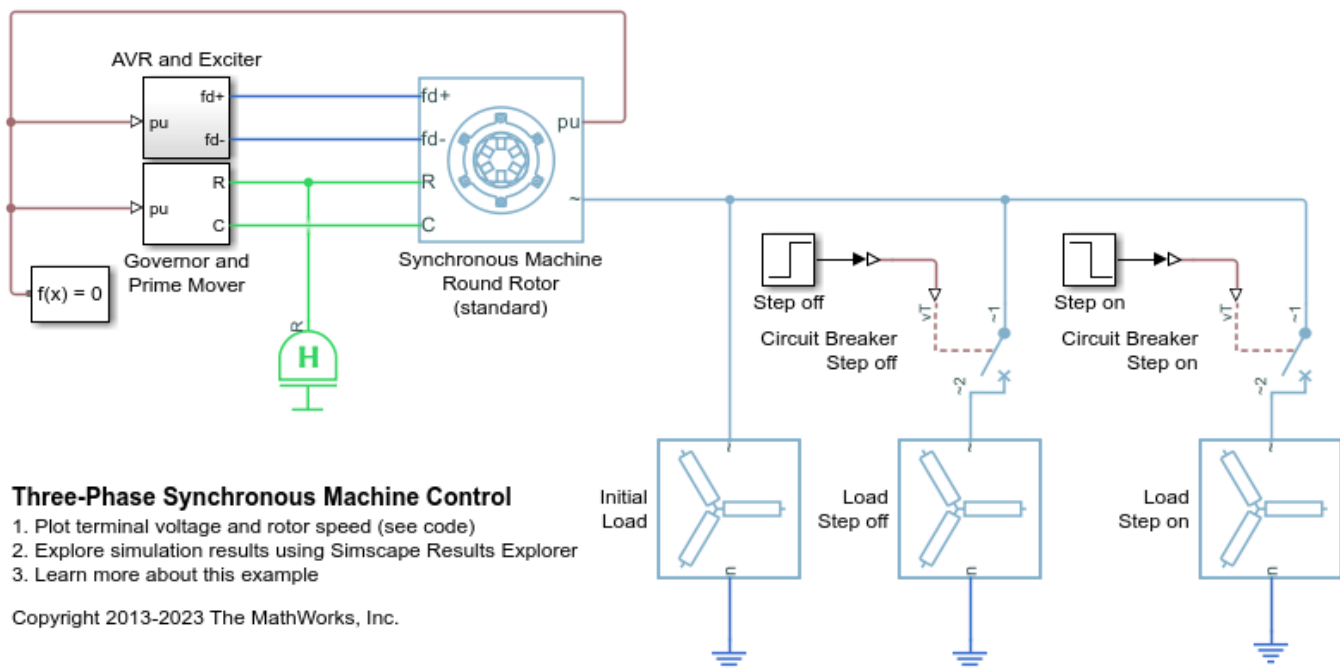 AVR and Exciter
fd+
pu
fd-
R
pu
C
Governor and
Prime Mover
f(x) = 0
fd+
fd-
R
C
pu
~
Synchronous Machine
Round Rotor
(standard)
R
H
Step off
vT
~1
Circuit Breaker
Step off
~2
Step on
vT
~1
Circuit Breaker
Step on
~2
Initial
Load
~
n
Load
Step off
~
n
Load
Step on
~
n
Three-Phase Synchronous Machine Control
1. Plot terminal voltage and rotor speed (see code)
2. Explore simulation results using Simscape Results Explorer
3. Learn more about this example
Copyright 2013-2023 The MathWorks, Inc.